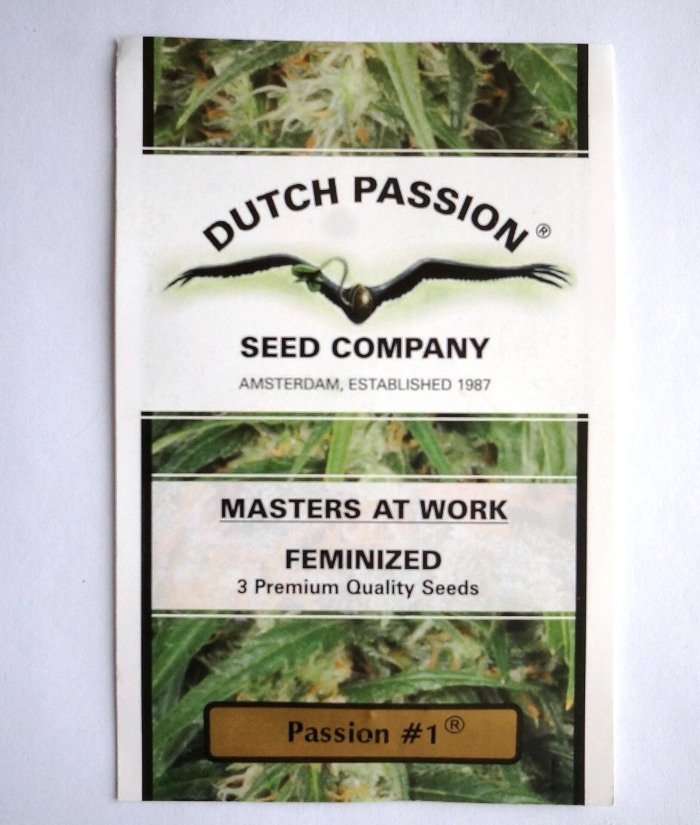 DUTCH PASSION ®
SEED COMPANY
AMSTERDAM, ESTABLISHED 1987
MASTERS AT WORK
FEMINIZED
3 Premium Quality Seeds
Passion #1 ®